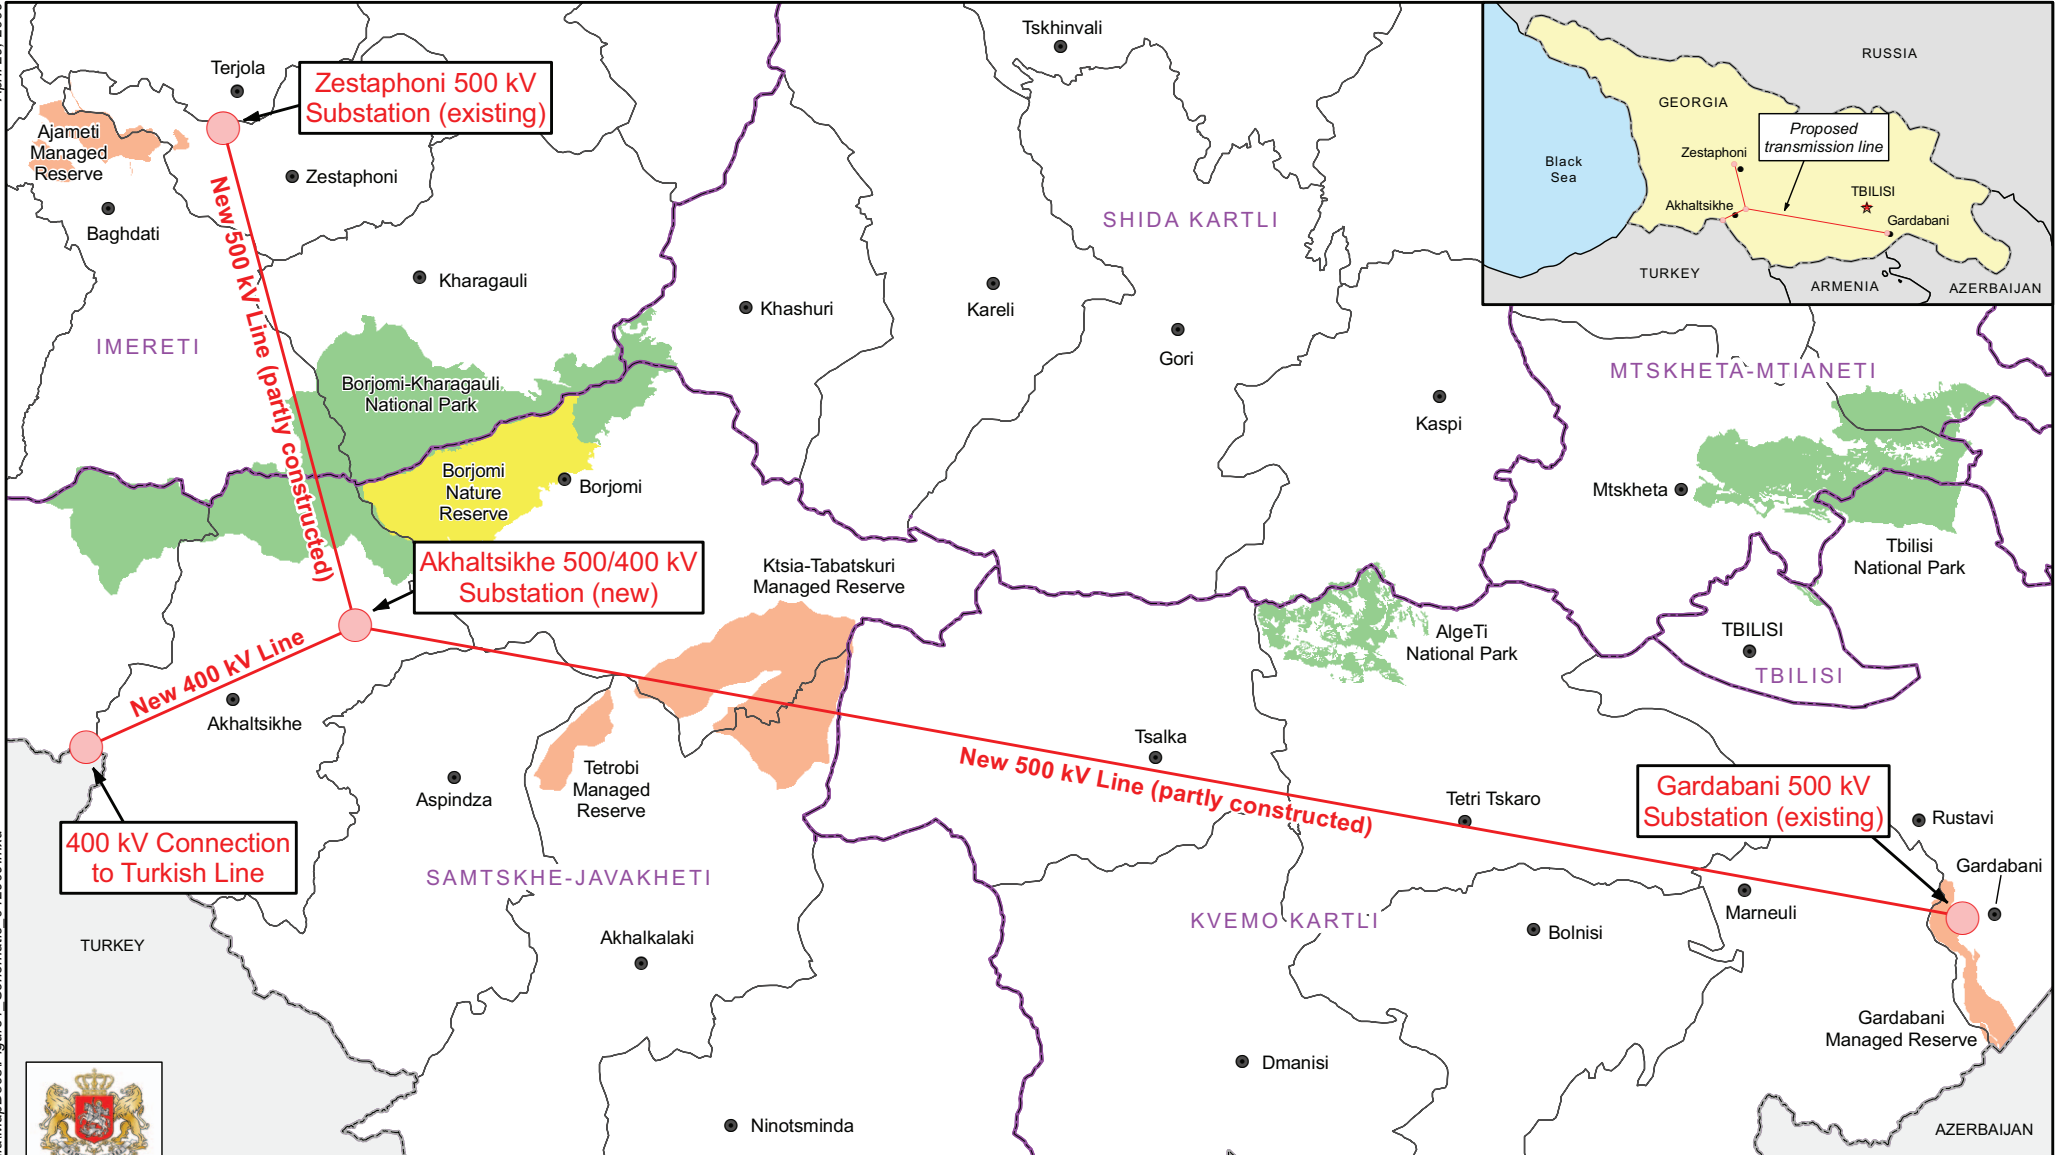 Tskhinvali
Terjola
Zestaphoni 500 kV
Substation (existing)
Ajameti
Managed
Reserve
Zestaphoni
Baghdati
New 500 kV Line (partly constructed)
Kharagauli
IMERETI
SHIDA KARTLI
Khashuri
Kareli
Gori
Kaspi
RUSSIA
GEORGIA
Proposed
transmission line
Zestaphoni
Black
Sea
TBILISI
Akhaltsikhe
Gardabani
TURKEY
ARMENIA
AZERBAIJAN
MTSKHETA-MTIANETI
Borjomi-Kharagauli
National Park
Borjomi
Nature
Reserve
Borjomi
Mtskheta
Tbilisi
National Park
Akhaltsikhe 500/400 kV
Substation (new)
Ktsia-Tabatskuri
Managed Reserve
AlgeTi
National Park
TBILISI
TBILISI
New 400 kV Line
Akhaltsikhe
Tsalka
New 500 kV Line (partly constructed)
Tetri Tskaro
Aspindza
Tetrobi
Managed
Reserve
Gardabani 500 kV
Substation (existing)
Rustavi
Gardabani
400 kV Connection
to Turkish Line
SAMTSKHE-JAVAKHETI
KVEMO KARTLI
Marneuli
Bolnisi
TURKEY
Akhalkalaki
Gardabani
Managed Reserve
Dmanisi
Ninotsminda
AZERBAIJAN